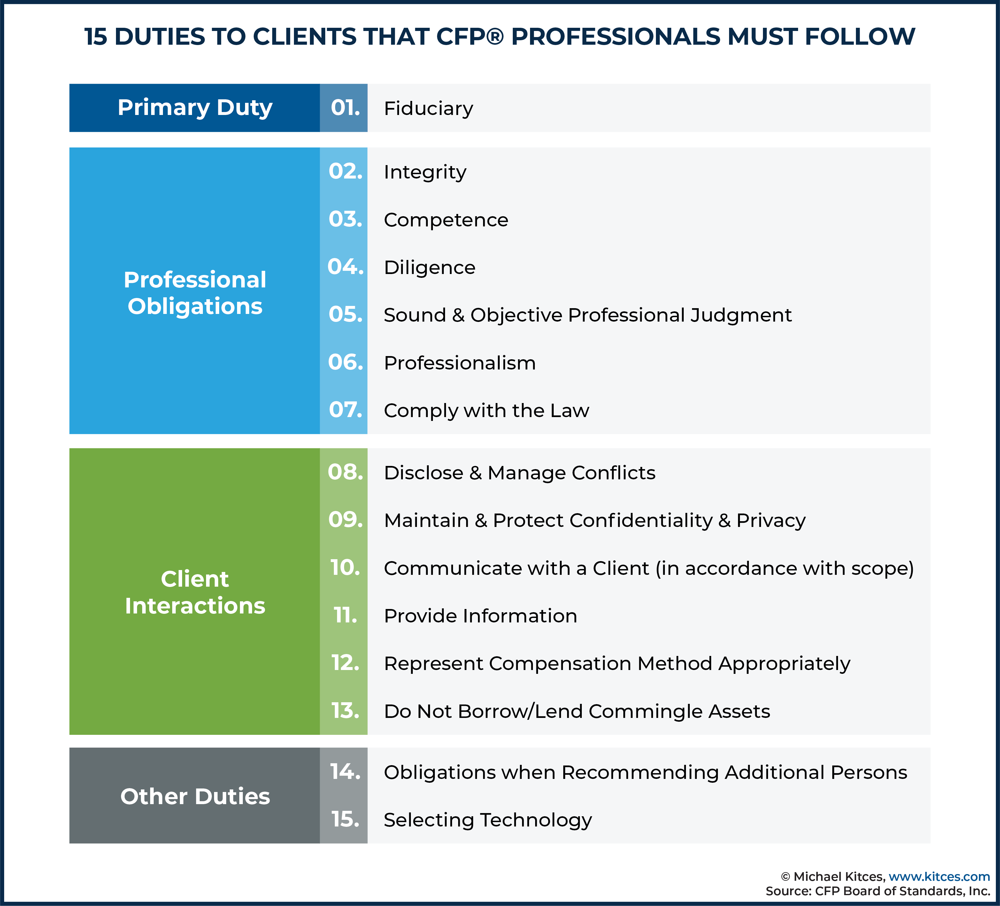 15 DUTIES TO CLIENTS THAT CFP® PROFESSIONALS MUST FOLLOW
Primary Duty
01. Fiduciary
Professional
Obligations
02. Integrity
03. Competence
04. Diligence
05. Sound & Objective Professional Judgment
06. Professionalism
07. Comply with the Law
Client
Interactions
08. Disclose & Manage Conflicts
09. Maintain & Protect Confidentiality & Privacy
10. Communicate with a Client (in accordance with scope)
11. Provide Information
12. Represent Compensation Method Appropriately
13. Do Not Borrow/Lend Commingle Assets
Other Duties
14. Obligations when Recommending Additional Persons
15. Selecting Technology
© Michael Kitces, www.kitces.com
Source: CFP Board of Standards, Inc.